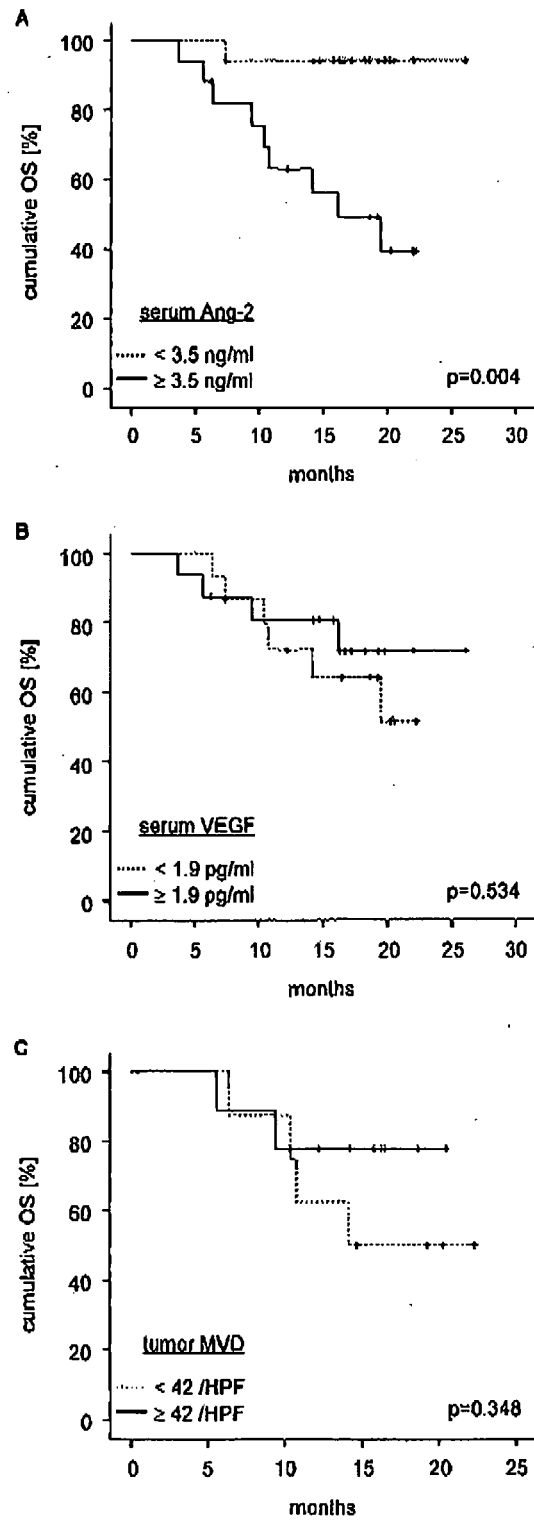 A
100
80
60
40
20
0
cumulative OS [%]
serum Ang-2
< 3.5 ng/ml
≥ 3.5 ng/ml
p=0.004
0 5 10 15 20 25 30
months
B
100
80
60
40
20
0
cumulative OS [%]
serum VEGF
< 1.9 pg/ml
≥ 1.9 pg/ml
p=0.534
0 5 10 15 20 25 30
months
C
100
80
60
40
20
0
cumulative OS [%]
tumor MVD
< 42 /HPF
≥ 42 /HPF
p=0.348
0 5 10 15 20 25
months